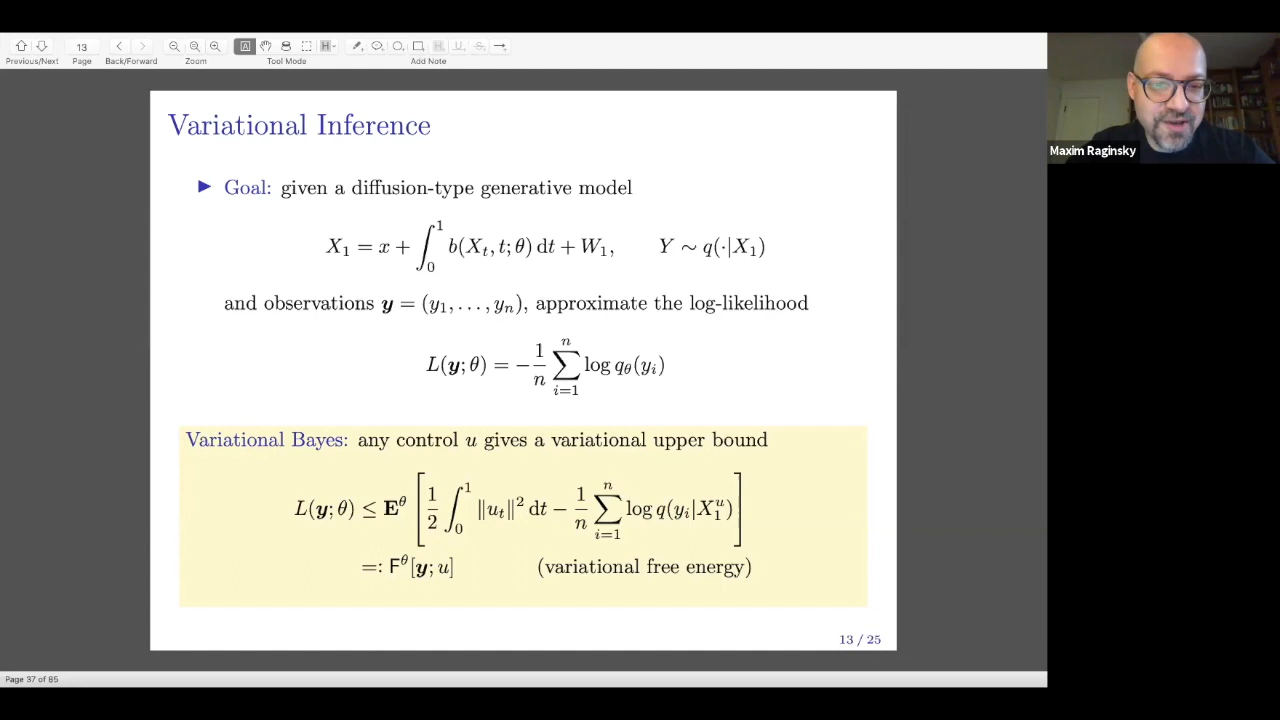 13
Previous/Next Page Back/Forward Zoom Tool Mode Add Note
Variational Inference
▶ Goal: given a diffusion-type generative model
X₁ = x + ∫₀¹ b(Xₜ, t; θ) dt + W₁, Y ∼ q(·|X₁)
and observations y = (y₁, . . . , yₙ), approximate the log-likelihood
L(y; θ) = −1/n ∑ᵢ₌₁ⁿ log q_θ(yᵢ)
Variational Bayes: any control u gives a variational upper bound
L(y; θ) ≤ E^θ [ 1/2 ∫₀¹ ‖uₜ‖² dt − 1/n ∑ᵢ₌₁ⁿ log q(yᵢ|X₁ᵘ) ]
=: F^θ[y; u] (variational free energy)
13 / 25
Page 37 of 85
Maxim Raginsky